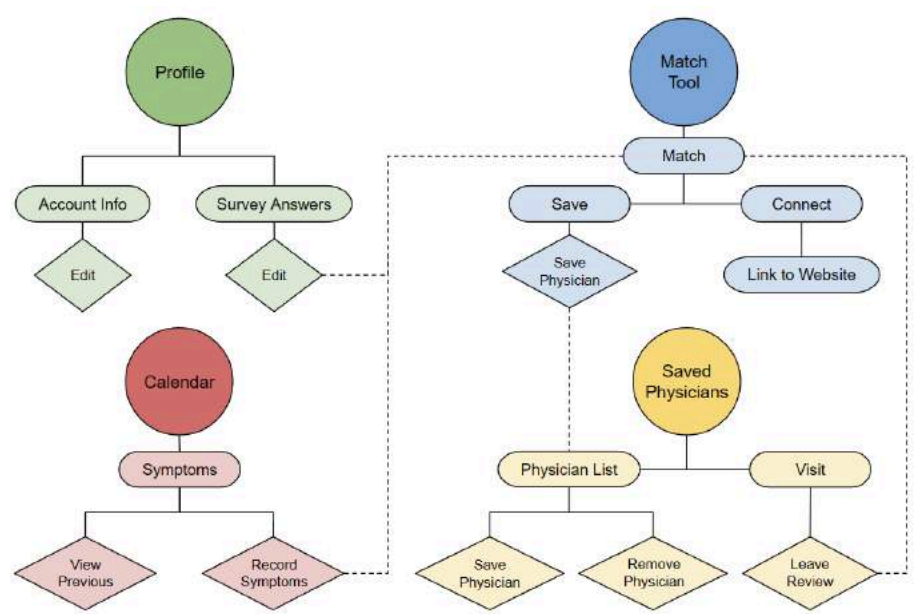 Profile
Match
Tool
Match
Account Info
Survey Answers
Save
Connect
Edit
Edit
Save
Physician
Link to Website
Calendar
Saved
Physicians
Symptoms
Physician List
Visit
View
Previous
Record
Symptoms
Save
Physician
Remove
Physician
Leave
Review